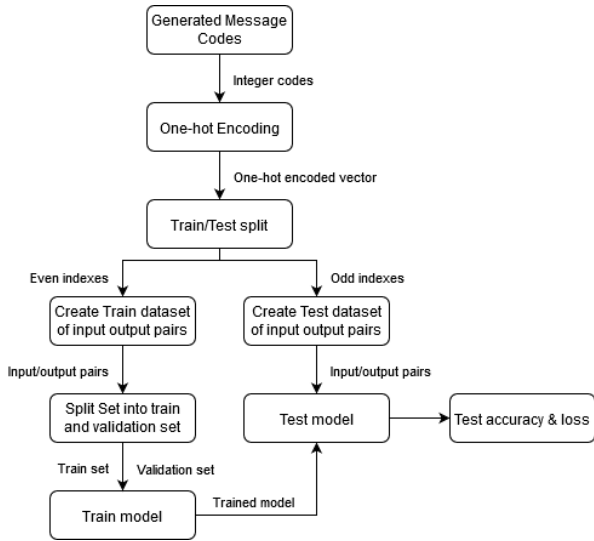 Generated Message
Codes
Integer codes
One-hot Encoding
One-hot encoded vector
Train/Test split
Even indexes
Odd indexes
Create Train dataset
of input output pairs
Create Test dataset
of input output pairs
Input/output pairs
Input/output pairs
Split Set into train
and validation set
Test model
Test accuracy & loss
Train set
Validation set
Train model
Trained model